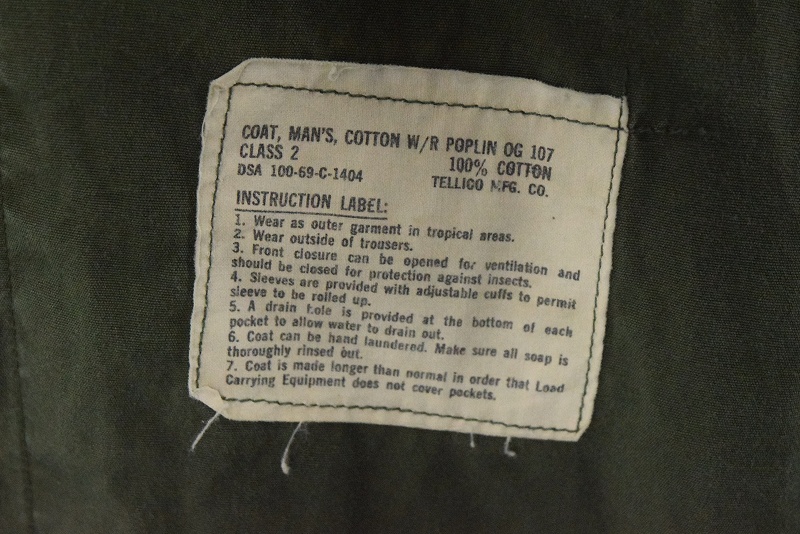 COAT, MAN'S, COTTON W/R POPLIN OG 107
CLASS 2 100% COTTON
DSA 100-69-C-1404 TELLICO MFG. CO.
INSTRUCTION LABEL:
1. Wear as outer garment in tropical areas.
2. Wear outside of trousers.
3. Front closure can be opened for ventilation and
should be closed for protection against insects.
4. Sleeves are provided with adjustable cuffs to permit
sleeve to be rolled up.
5. A drain hole is provided at the bottom of each
pocket to allow water to drain out.
6. Coat can be hand laundered. Make sure all soap is
thoroughly rinsed out.
7. Coat is made longer than normal in order that Load
Carrying Equipment does not cover pockets.